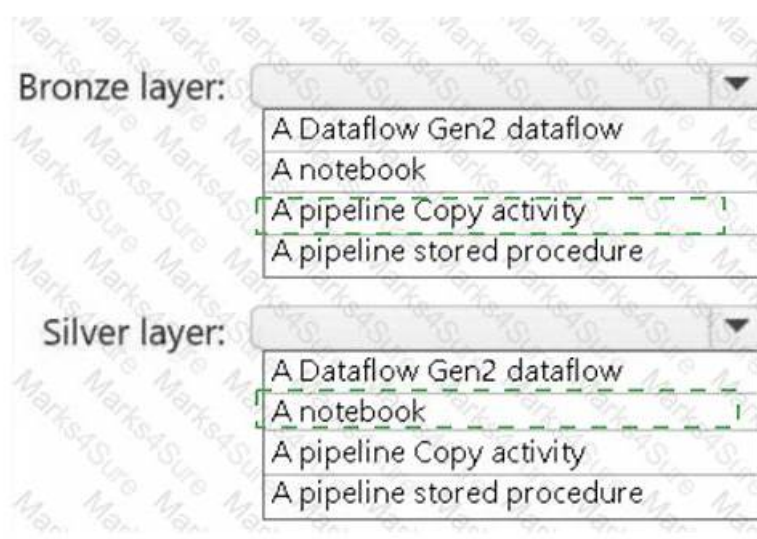 Bronze layer:
A Dataflow Gen2 dataflow
A notebook
A pipeline Copy activity
A pipeline stored procedure
Silver layer:
A Dataflow Gen2 dataflow
A notebook
A pipeline Copy activity
A pipeline stored procedure
Marks4Sure